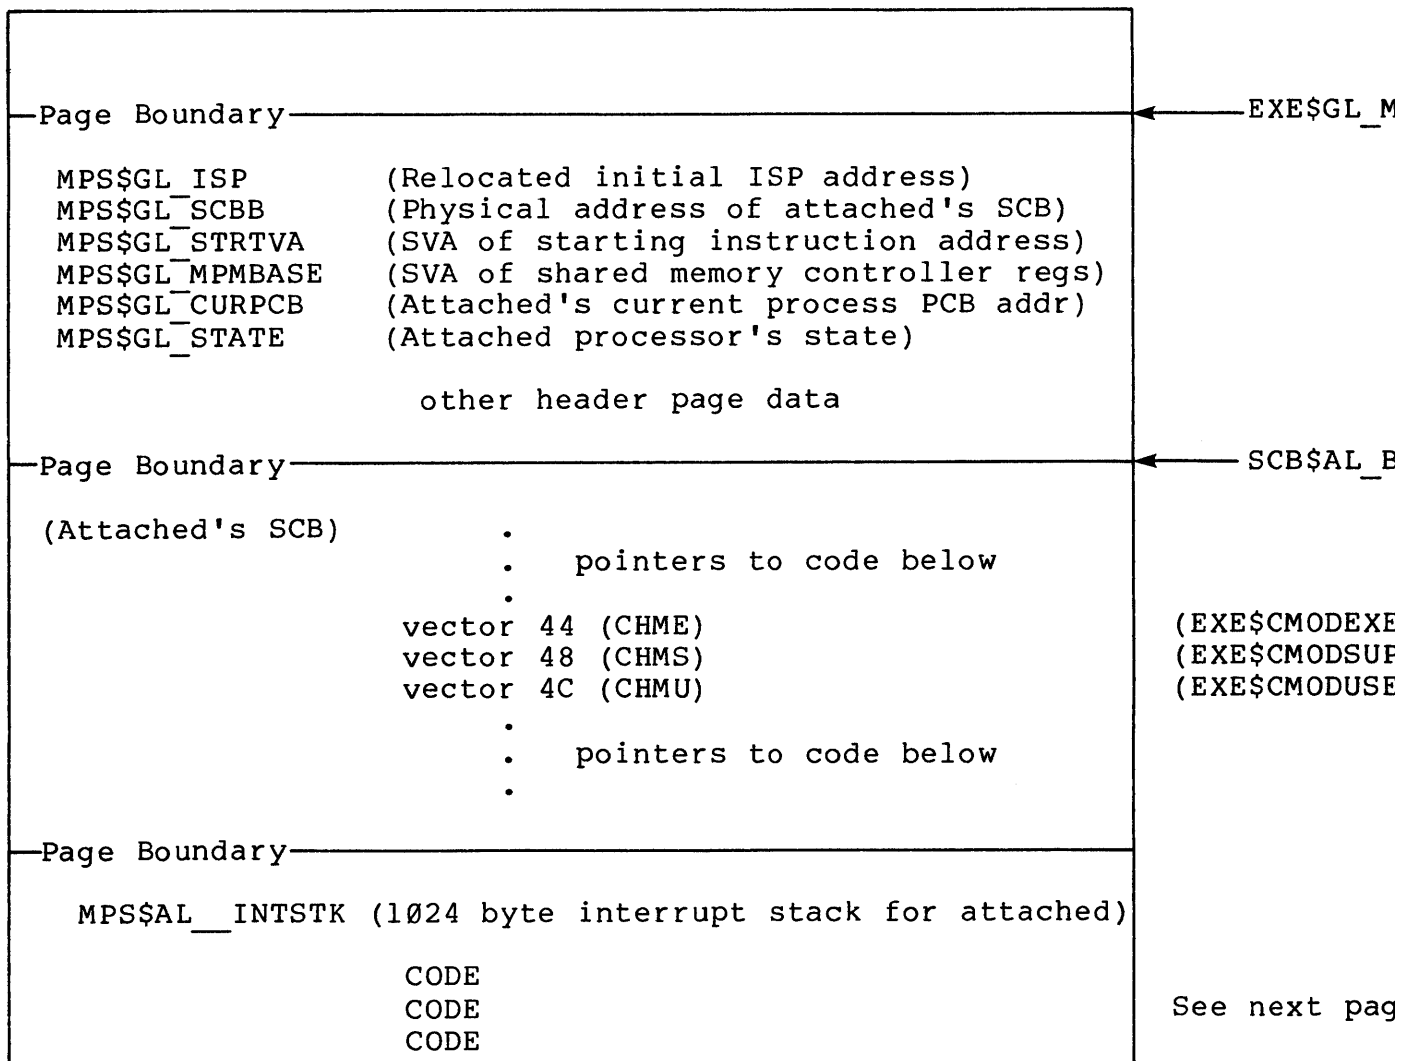 Page Boundary EXE$GL_M
MPS$GL_ISP (Relocated initial ISP address)
MPS$GL_SCBB (Physical address of attached's SCB)
MPS$GL_STRTVA (SVA of starting instruction address)
MPS$GL_MPMBASE (SVA of shared memory controller regs)
MPS$GL_CURPCB (Attached's current process PCB addr)
MPS$GL_STATE (Attached processor's state)
other header page data
Page Boundary SCB$AL_B
(Attached's SCB) .
. pointers to code below
.
vector 44 (CHME) (EXE$CMODEXE
vector 48 (CHMS) (EXE$CMODSUP
vector 4C (CHMU) (EXE$CMODUSE
.
. pointers to code below
.
Page Boundary
MPS$AL__INTSTK (1024 byte interrupt stack for attached)
CODE
CODE See next pag
CODE